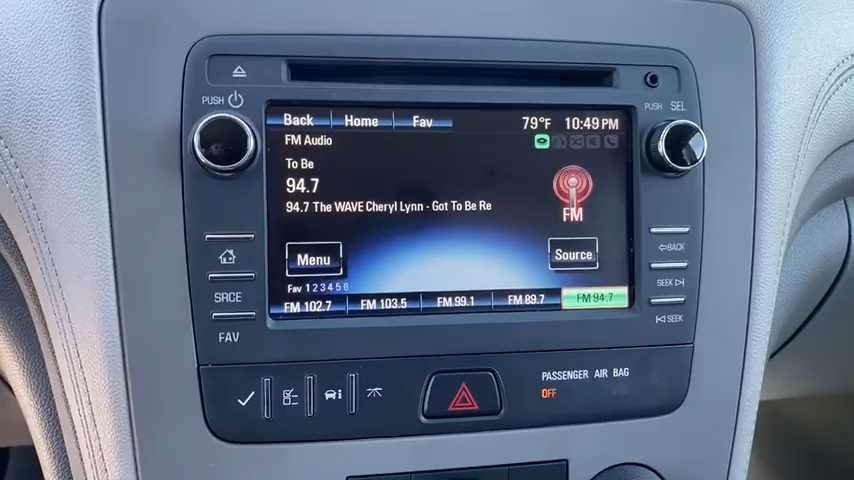 PUSH
PUSH SEL
Back Home Fav 79°F 10:49 PM
FM Audio
To Be
94.7
94.7 The WAVE Cheryl Lynn - Got To Be Re
FM
Menu Source
Fav 1 2 3 4 5 6
FM 102.7 FM 103.5 FM 99.1 FM 89.7 FM 94.7
SRCE
FAV
BACK
SEEK
SEEK
PASSENGER AIR BAG
OFF